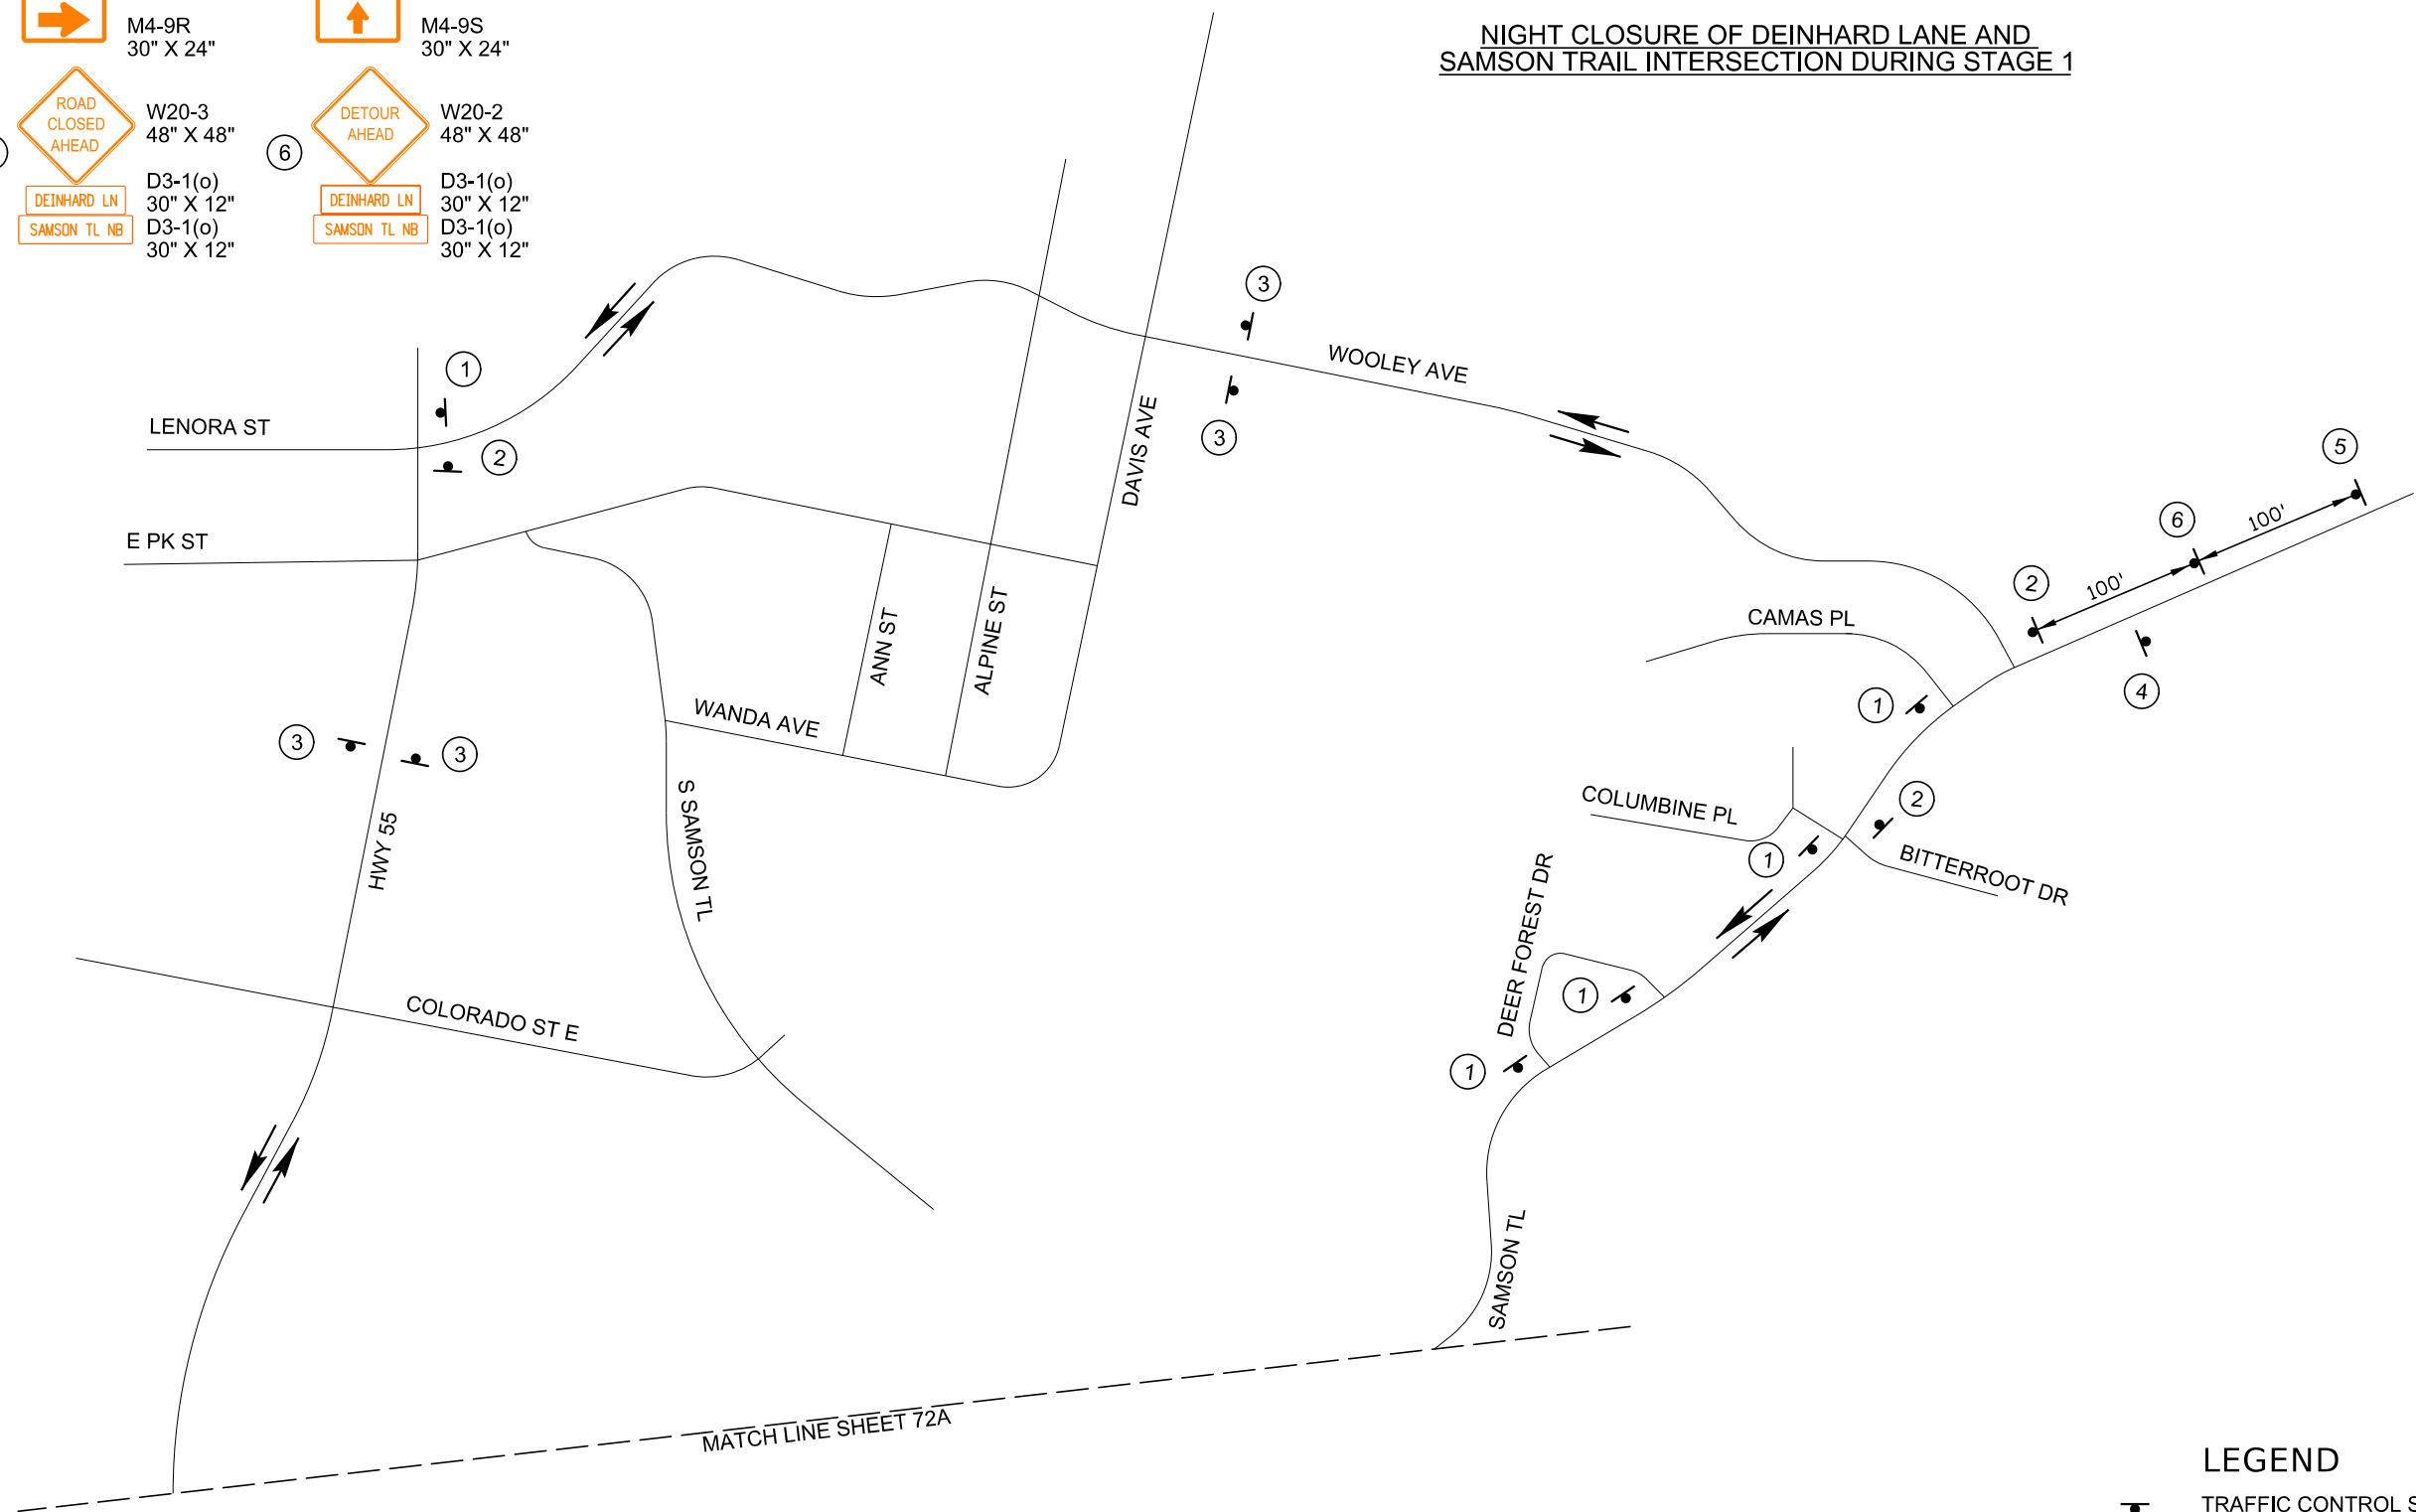 M4-9R
30" X 24"
M4-9S
30" X 24"
NIGHT CLOSURE OF DEINHARD LANE AND
SAMSON TRAIL INTERSECTION DURING STAGE 1
ROAD
CLOSED
AHEAD
W20-3
48" X 48"
DEINHARD LN
D3-1(o)
30" X 12"
SAMSON TL NB
D3-1(o)
30" X 12"
6
DETOUR
AHEAD
W20-2
48" X 48"
DEINHARD LN
D3-1(o)
30" X 12"
SAMSON TL NB
D3-1(o)
30" X 12"
3
1
WOOLEY AVE
LENORA ST
2
3
DAVIS AVE
5
6
100'
E PK ST
2
100'
CAMAS PL
ANN ST
ALPINE ST
4
WANDA AVE
1
3
3
HWY 55
S SAMSON TL
COLUMBINE PL
2
1
BITTERROOT DR
DEER FOREST DR
1
COLORADO ST E
1
SAMSON TL
MATCH LINE SHEET 72A
LEGEND
TRAFFIC CONTROL